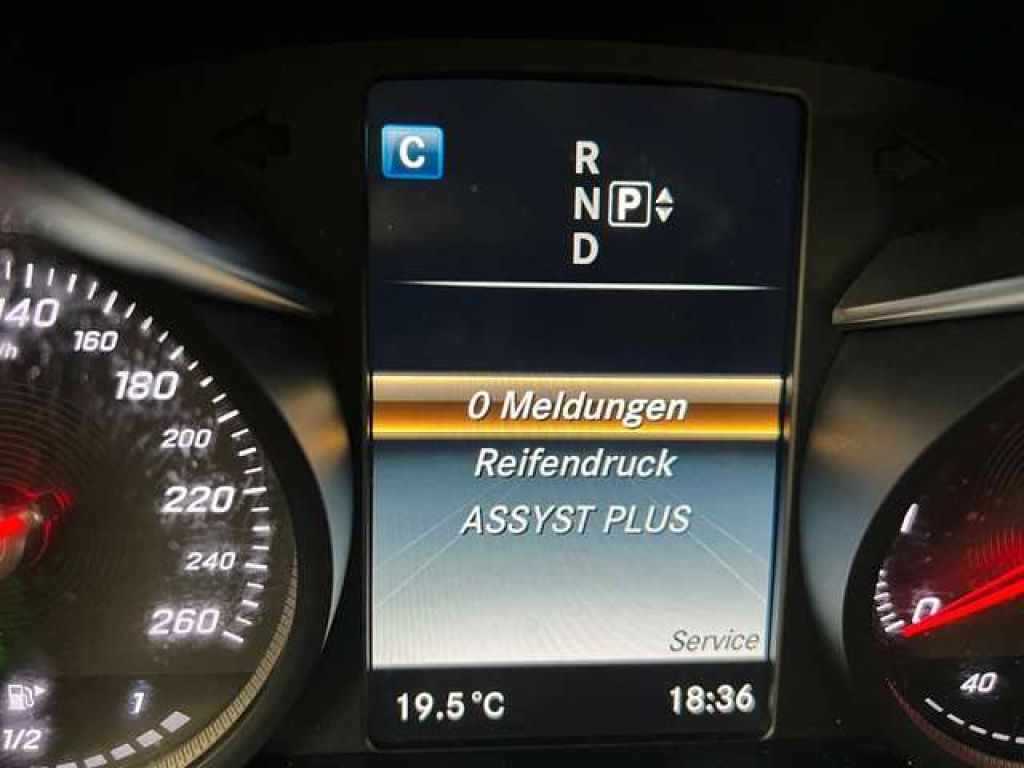 C
R
N P
D
140
/h
160
180
200
220
240
260
1
1/2
0 Meldungen
Reifendruck
ASSYST PLUS
Service
19.5 °C
18:36
0
40